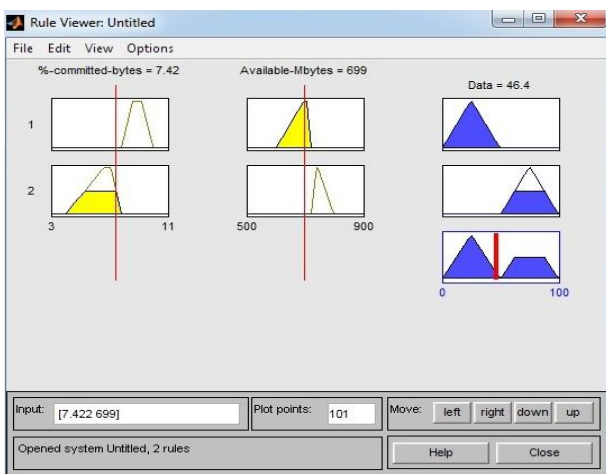 Rule Viewer: Untitled
File Edit View Options
%-committed-bytes = 7.42 Available-Mbytes = 699
Data = 46.4
1
2
3 11 500 900
0 100
Input: [7.422 699] Plot points: 101 Move: left right down up
Opened system Untitled, 2 rules Help Close